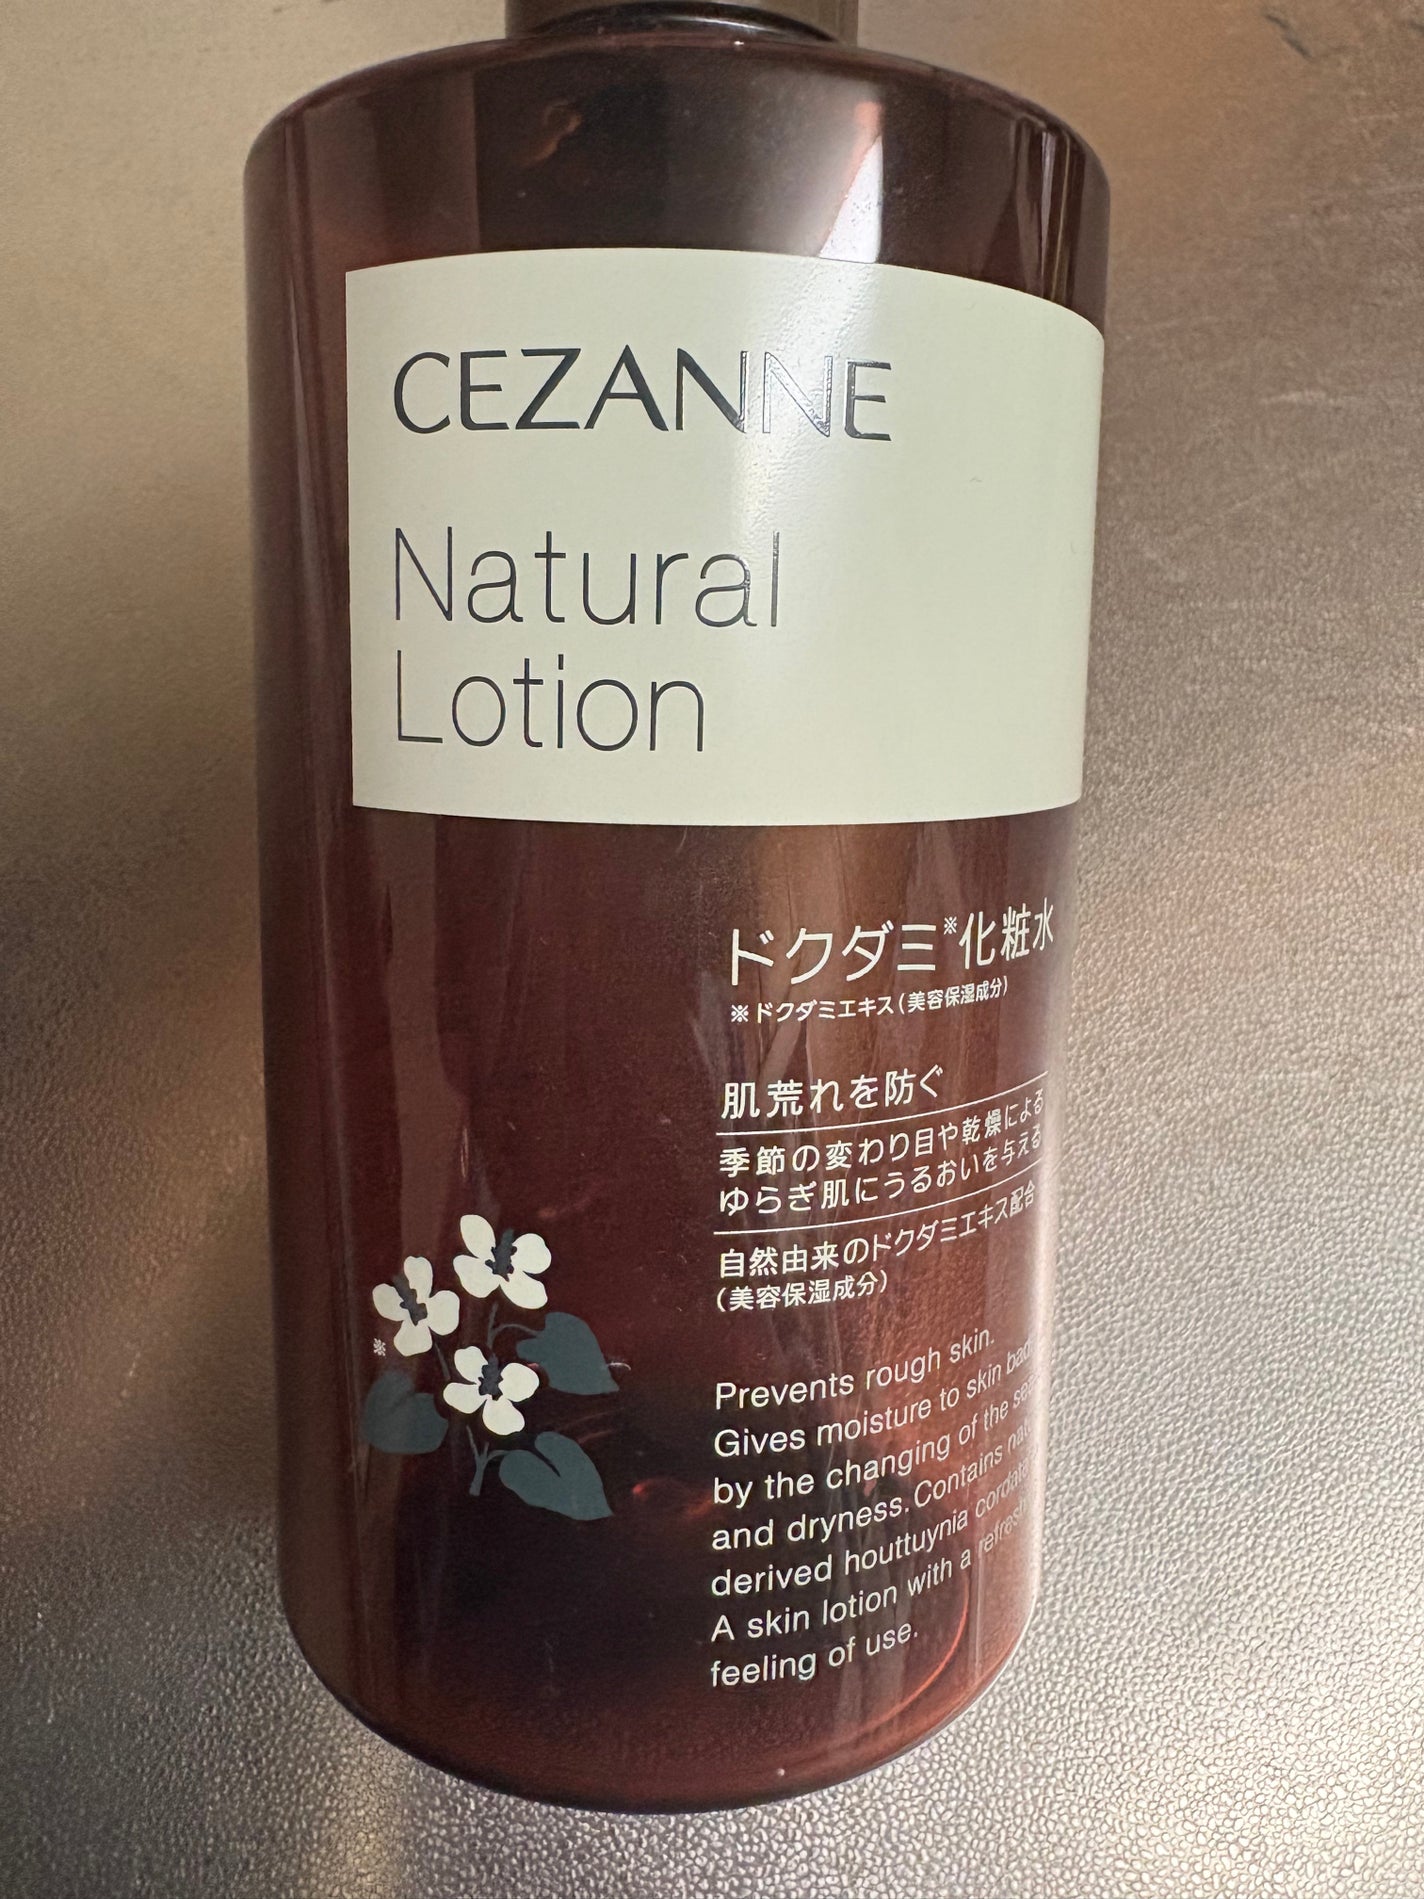 CEZANNE
Natural
Lotion
ドクダミ※化粧水
※ドクダミエキス(美容保湿成分)
肌荒れを防ぐ
季節の変わり目や乾燥による
ゆらぎ肌にうるおいを与える
自然由来のドクダミエキス配合
(美容保湿成分)
※
Prevents rough skin.
Gives moisture to skin
by the changing of the
and dryness. Contains
derived houttuynia
A skin lotion with a
feeling of use.